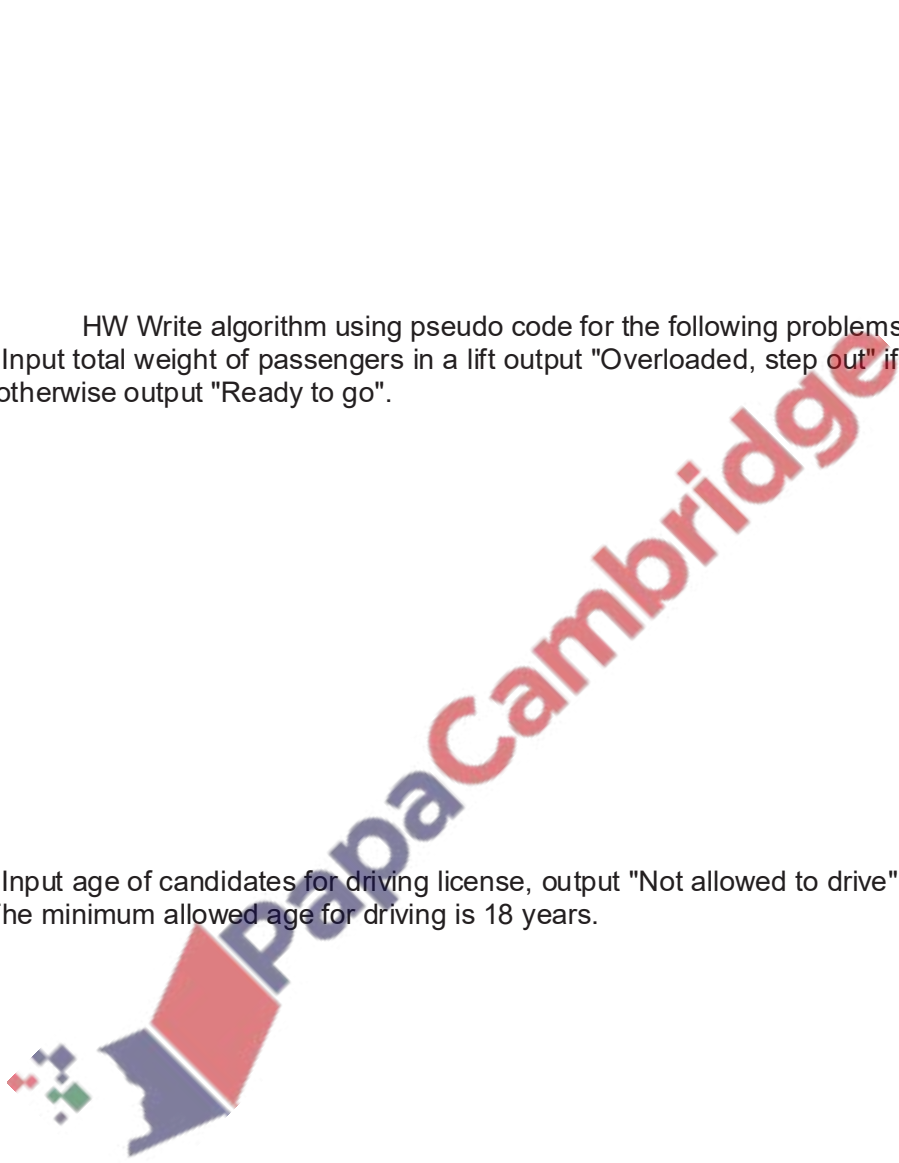 HW Write algorithm using pseudo code for the following problems
Input total weight of passengers in a lift output "Overloaded, step out" if
otherwise output "Ready to go".
PapaCambridge
Input age of candidates for driving license, output "Not allowed to drive"
he minimum allowed age for driving is 18 years.